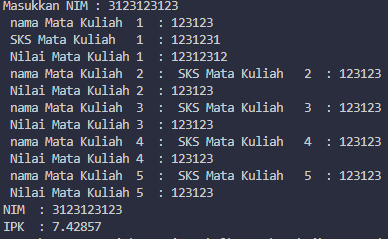 Masukkan NIM : 3123123123
nama Mata Kuliah  1  : 123123
SKS Mata Kuliah   1  : 1231231
Nilai Mata Kuliah 1  : 12312312
nama Mata Kuliah  2  :  SKS Mata Kuliah   2  : 123123
Nilai Mata Kuliah 2  : 123123
nama Mata Kuliah  3  :  SKS Mata Kuliah   3  : 123123
Nilai Mata Kuliah 3  : 123123
nama Mata Kuliah  4  :  SKS Mata Kuliah   4  : 123123
Nilai Mata Kuliah 4  : 123123
nama Mata Kuliah  5  :  SKS Mata Kuliah   5  : 123123
Nilai Mata Kuliah 5  : 123123
NIM  : 3123123123
IPK  : 7.42857